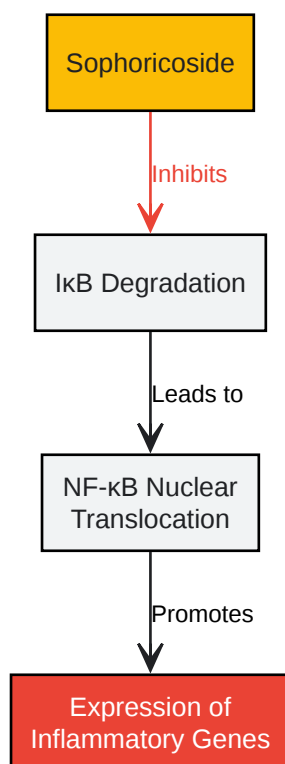 Sophoricoside
Inhibits
IκB Degradation
Leads to
NF-κB Nuclear
Translocation
Promotes
Expression of
Inflammatory Genes